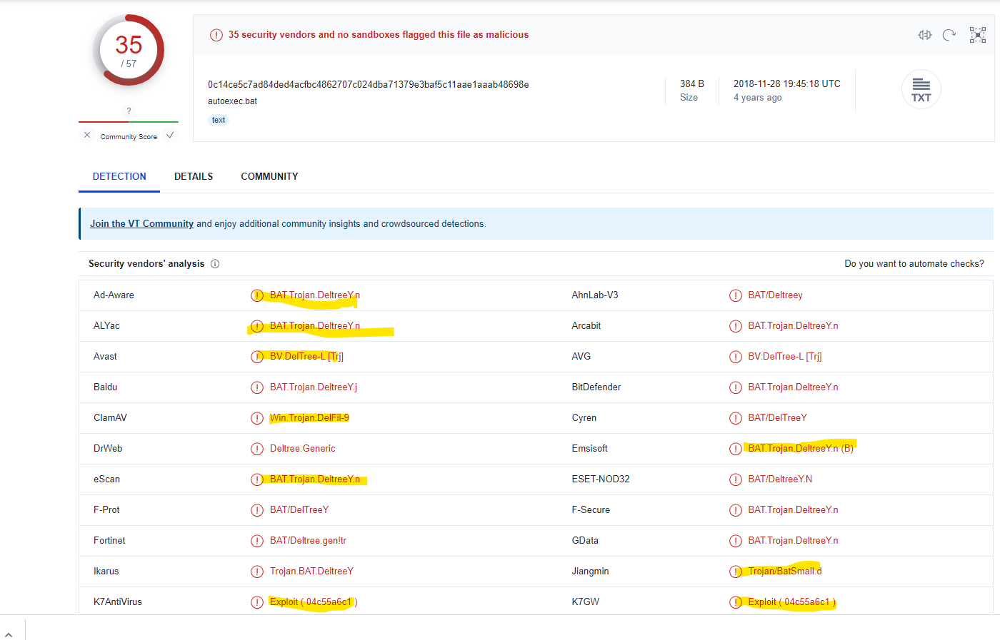 35
/ 57
?
Community Score
35 security vendors and no sandboxes flagged this file as malicious
0c14ce5c7ad84ded4acfbc4862707c024dba71379e3baf5c11aae1aaab48698e
autoexec.bat
text
384 B
Size
2018-11-28 19:45:18 UTC
4 years ago
TXT
DETECTION DETAILS COMMUNITY
Join the VT Community and enjoy additional community insights and crowdsourced detections.
Security vendors' analysis Do you want to automate checks?
Ad-Aware BAT.Trojan.DeltreeY.n AhnLab-V3 BAT/Deltreey
ALYac BAT.Trojan.DeltreeY.n Arcabit BAT.Trojan.DeltreeY.n
Avast BV:DelTree-L [Trj] AVG BV:DelTree-L [Trj]
Baidu BAT.Trojan.DeltreeY.j BitDefender BAT.Trojan.DeltreeY.n
ClamAV Win.Trojan.DelFil-9 Cyren BAT/DelTreeY
DrWeb Deltree.Generic Emsisoft BAT.Trojan.DeltreeY.n (B)
eScan BAT.Trojan.DeltreeY.n ESET-NOD32 BAT/DeltreeY.N
F-Prot BAT/DelTreeY F-Secure BAT.Trojan.DeltreeY.n
Fortinet BAT/Deltree.gen!tr GData BAT.Trojan.DeltreeY.n
Ikarus Trojan.BAT.DeltreeY Jiangmin Trojan/BatSmall.d
K7AntiVirus Exploit ( 04c55a6c1 ) K7GW Exploit ( 04c55a6c1 )